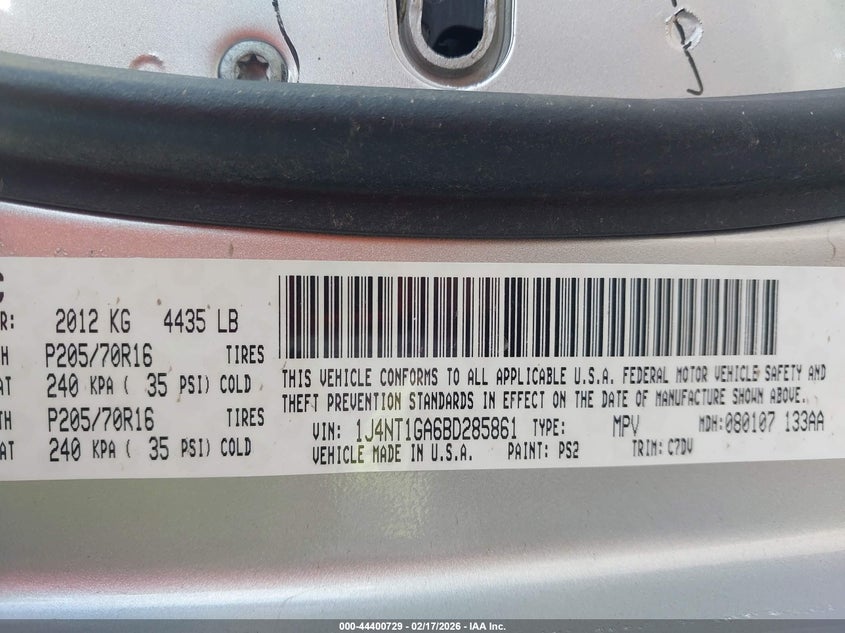 C
R: 2012 KG 4435 LB
H P205/70R16 TIRES
AT 240 KPA ( 35 PSI) COLD
TH P205/70R16 TIRES
AT 240 KPA ( 35 PSI) COLD
THIS VEHICLE CONFORMS TO ALL APPLICABLE U.S.A. FEDERAL MOTOR VEHICLE SAFETY AND
THEFT PREVENTION STANDARDS IN EFFECT ON THE DATE OF MANUFACTURE SHOWN ABOVE.
VIN: 1J4NT1GA6BD285861 TYPE: MPV MDH: 080107 133AA
VEHICLE MADE IN U.S.A. PAINT: PS2 TRIM: C7DV
000-44400729 - 02/17/2026 - IAA Inc.